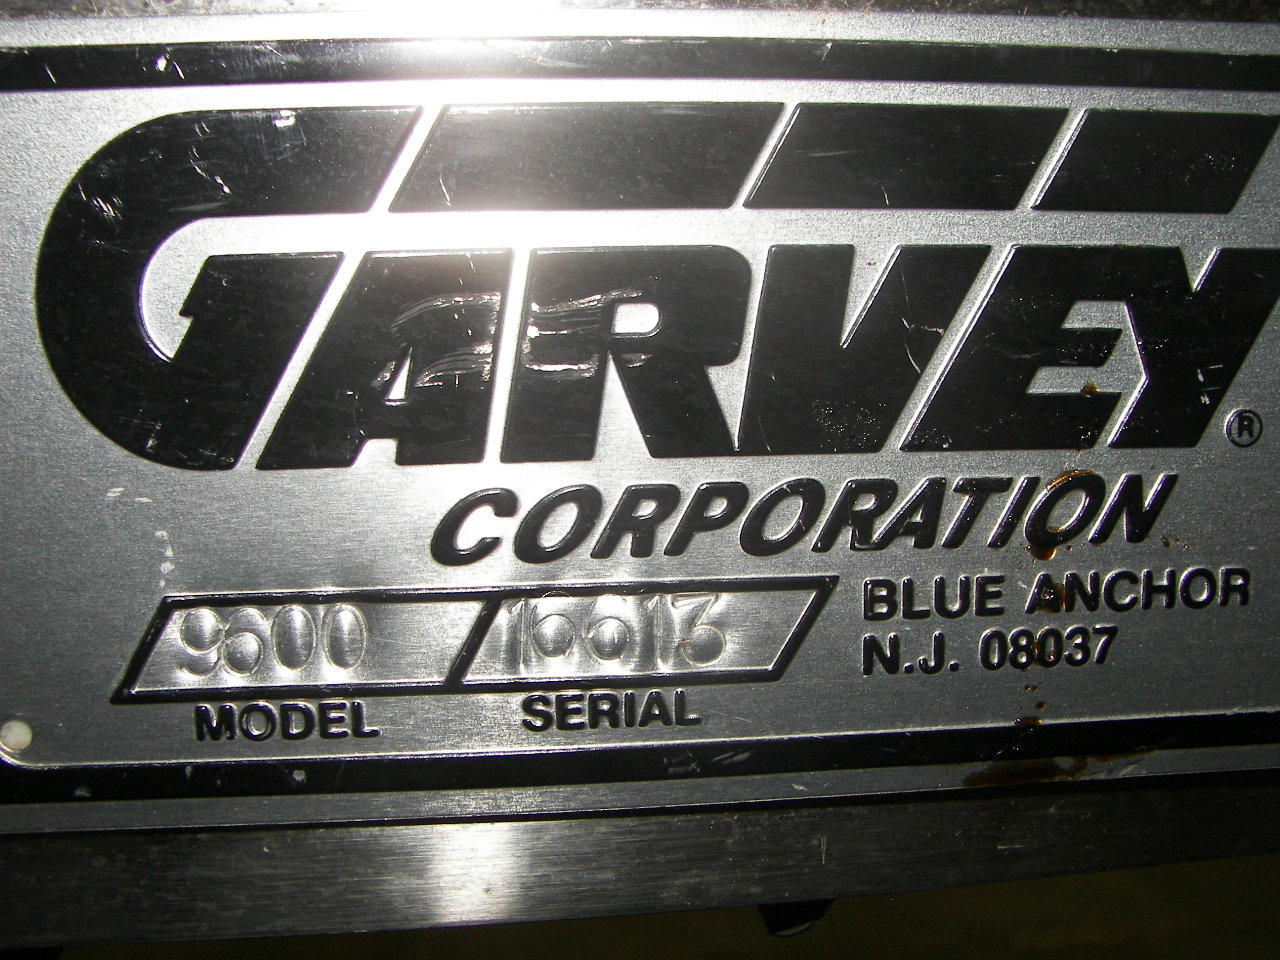 GARVEY®
CORPORATION
BLUE ANCHOR
N.J. 08037
9600 16613
MODEL SERIAL